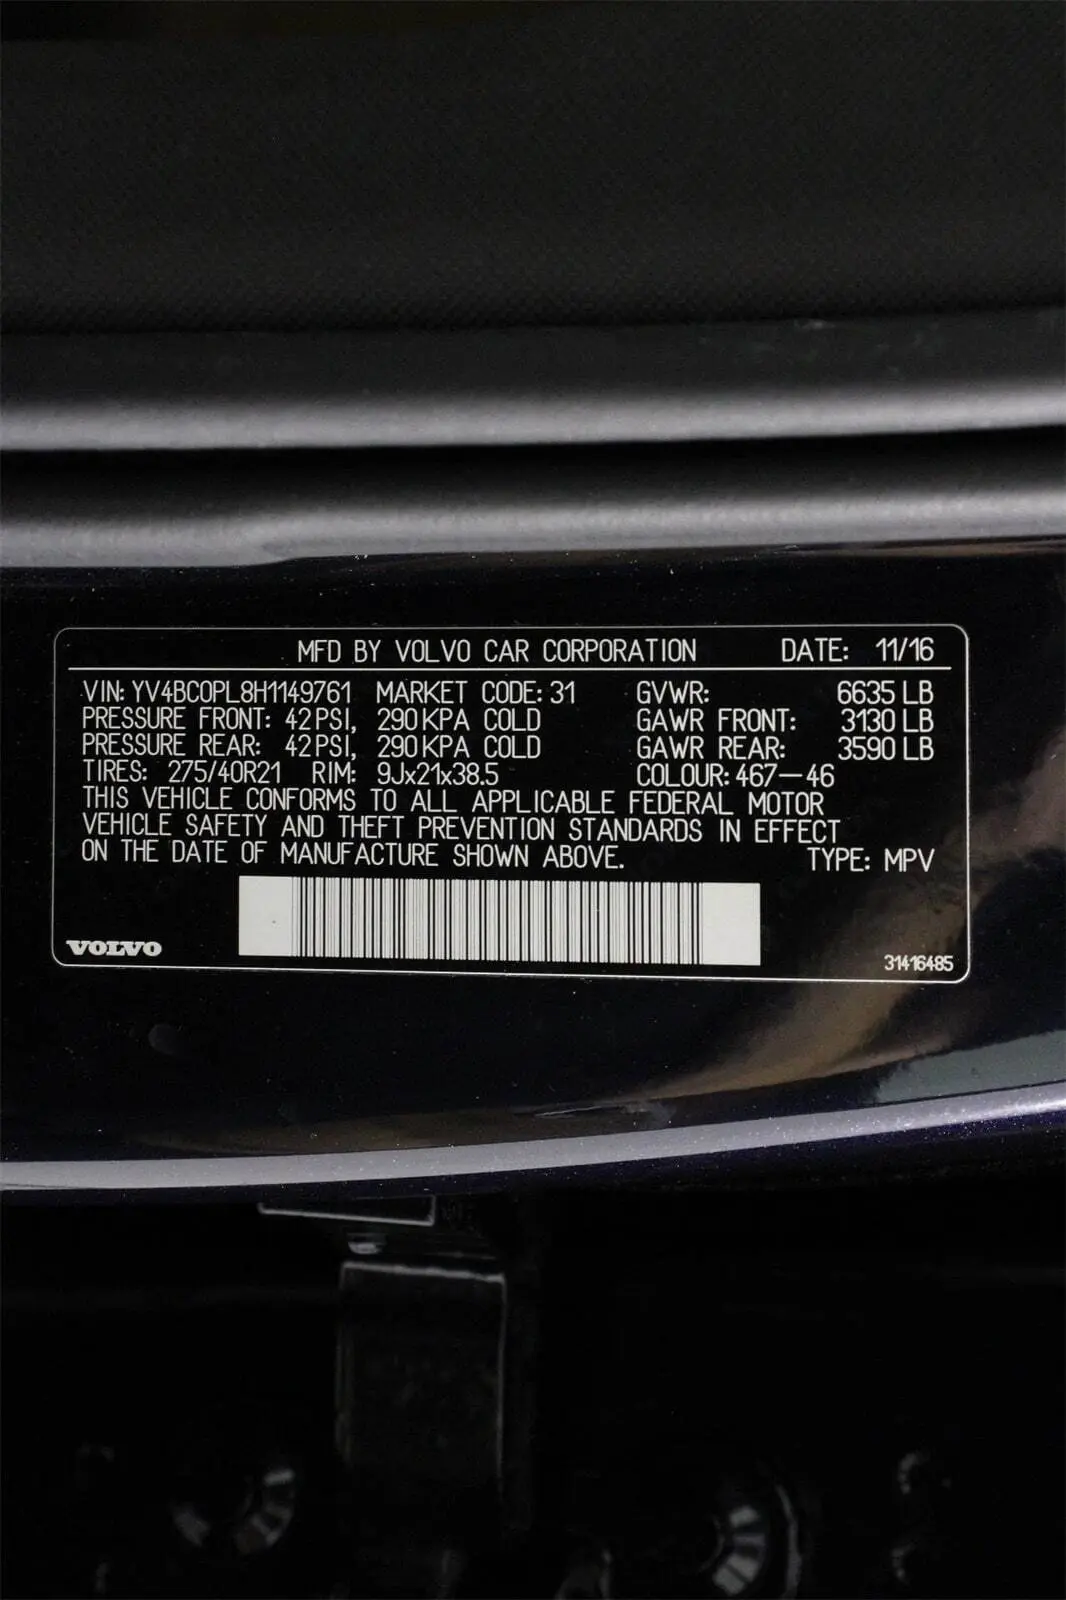 MFD BY VOLVO CAR CORPORATION DATE: 11/16
VIN: YV4BC0PL8H1149761 MARKET CODE: 31 GVWR: 6635 LB
PRESSURE FRONT: 42 PSI, 290 KPA COLD GAWR FRONT: 3130 LB
PRESSURE REAR: 42 PSI, 290 KPA COLD GAWR REAR: 3590 LB
TIRES: 275/40R21 RIM: 9Jx21x38.5 COLOUR: 467-46
THIS VEHICLE CONFORMS TO ALL APPLICABLE FEDERAL MOTOR
VEHICLE SAFETY AND THEFT PREVENTION STANDARDS IN EFFECT
ON THE DATE OF MANUFACTURE SHOWN ABOVE. TYPE: MPV
VOLVO 31416485